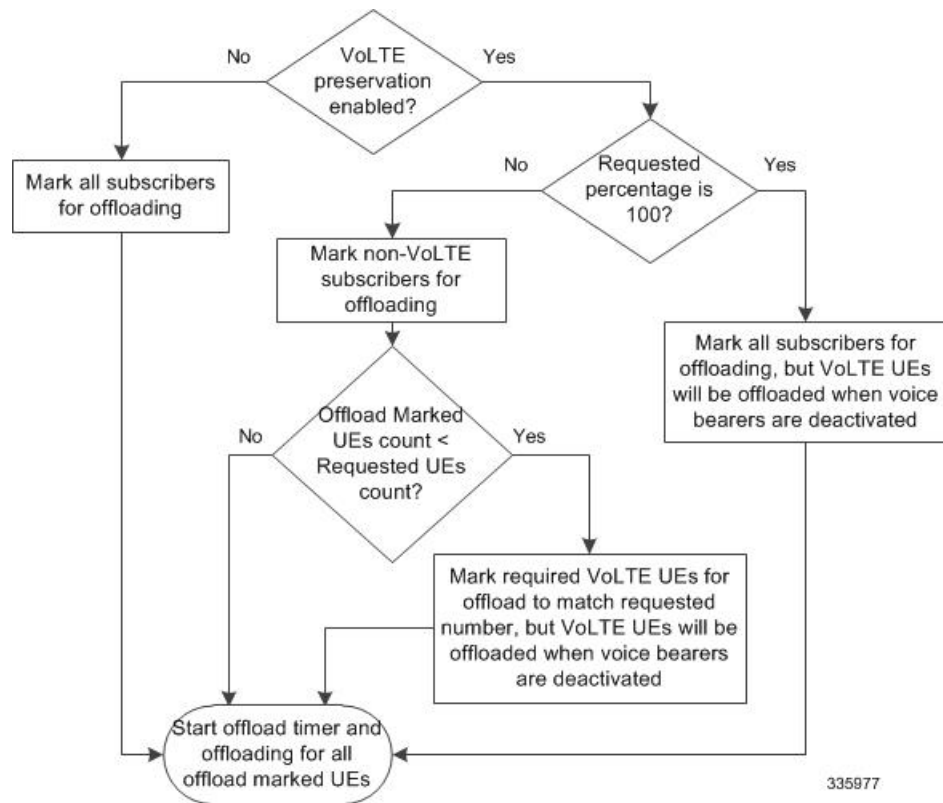 No
VoLTE
preservation
enabled?
Yes
Mark all subscribers
for offloading
No
Requested
percentage is
100?
Yes
Mark non-VoLTE
subscribers for
offloading
Mark all subscribers for
offloading, but VoLTE UEs
will be offloaded when voice
bearers are deactivated
No
Offload Marked
UEs count <
Requested UEs
count?
Yes
Mark required VoLTE UEs for
offload to match requested
number, but VoLTE UEs will be
offloaded when voice bearers
are deactivated
Start offload timer and
offloading for all
offload marked UEs
335977